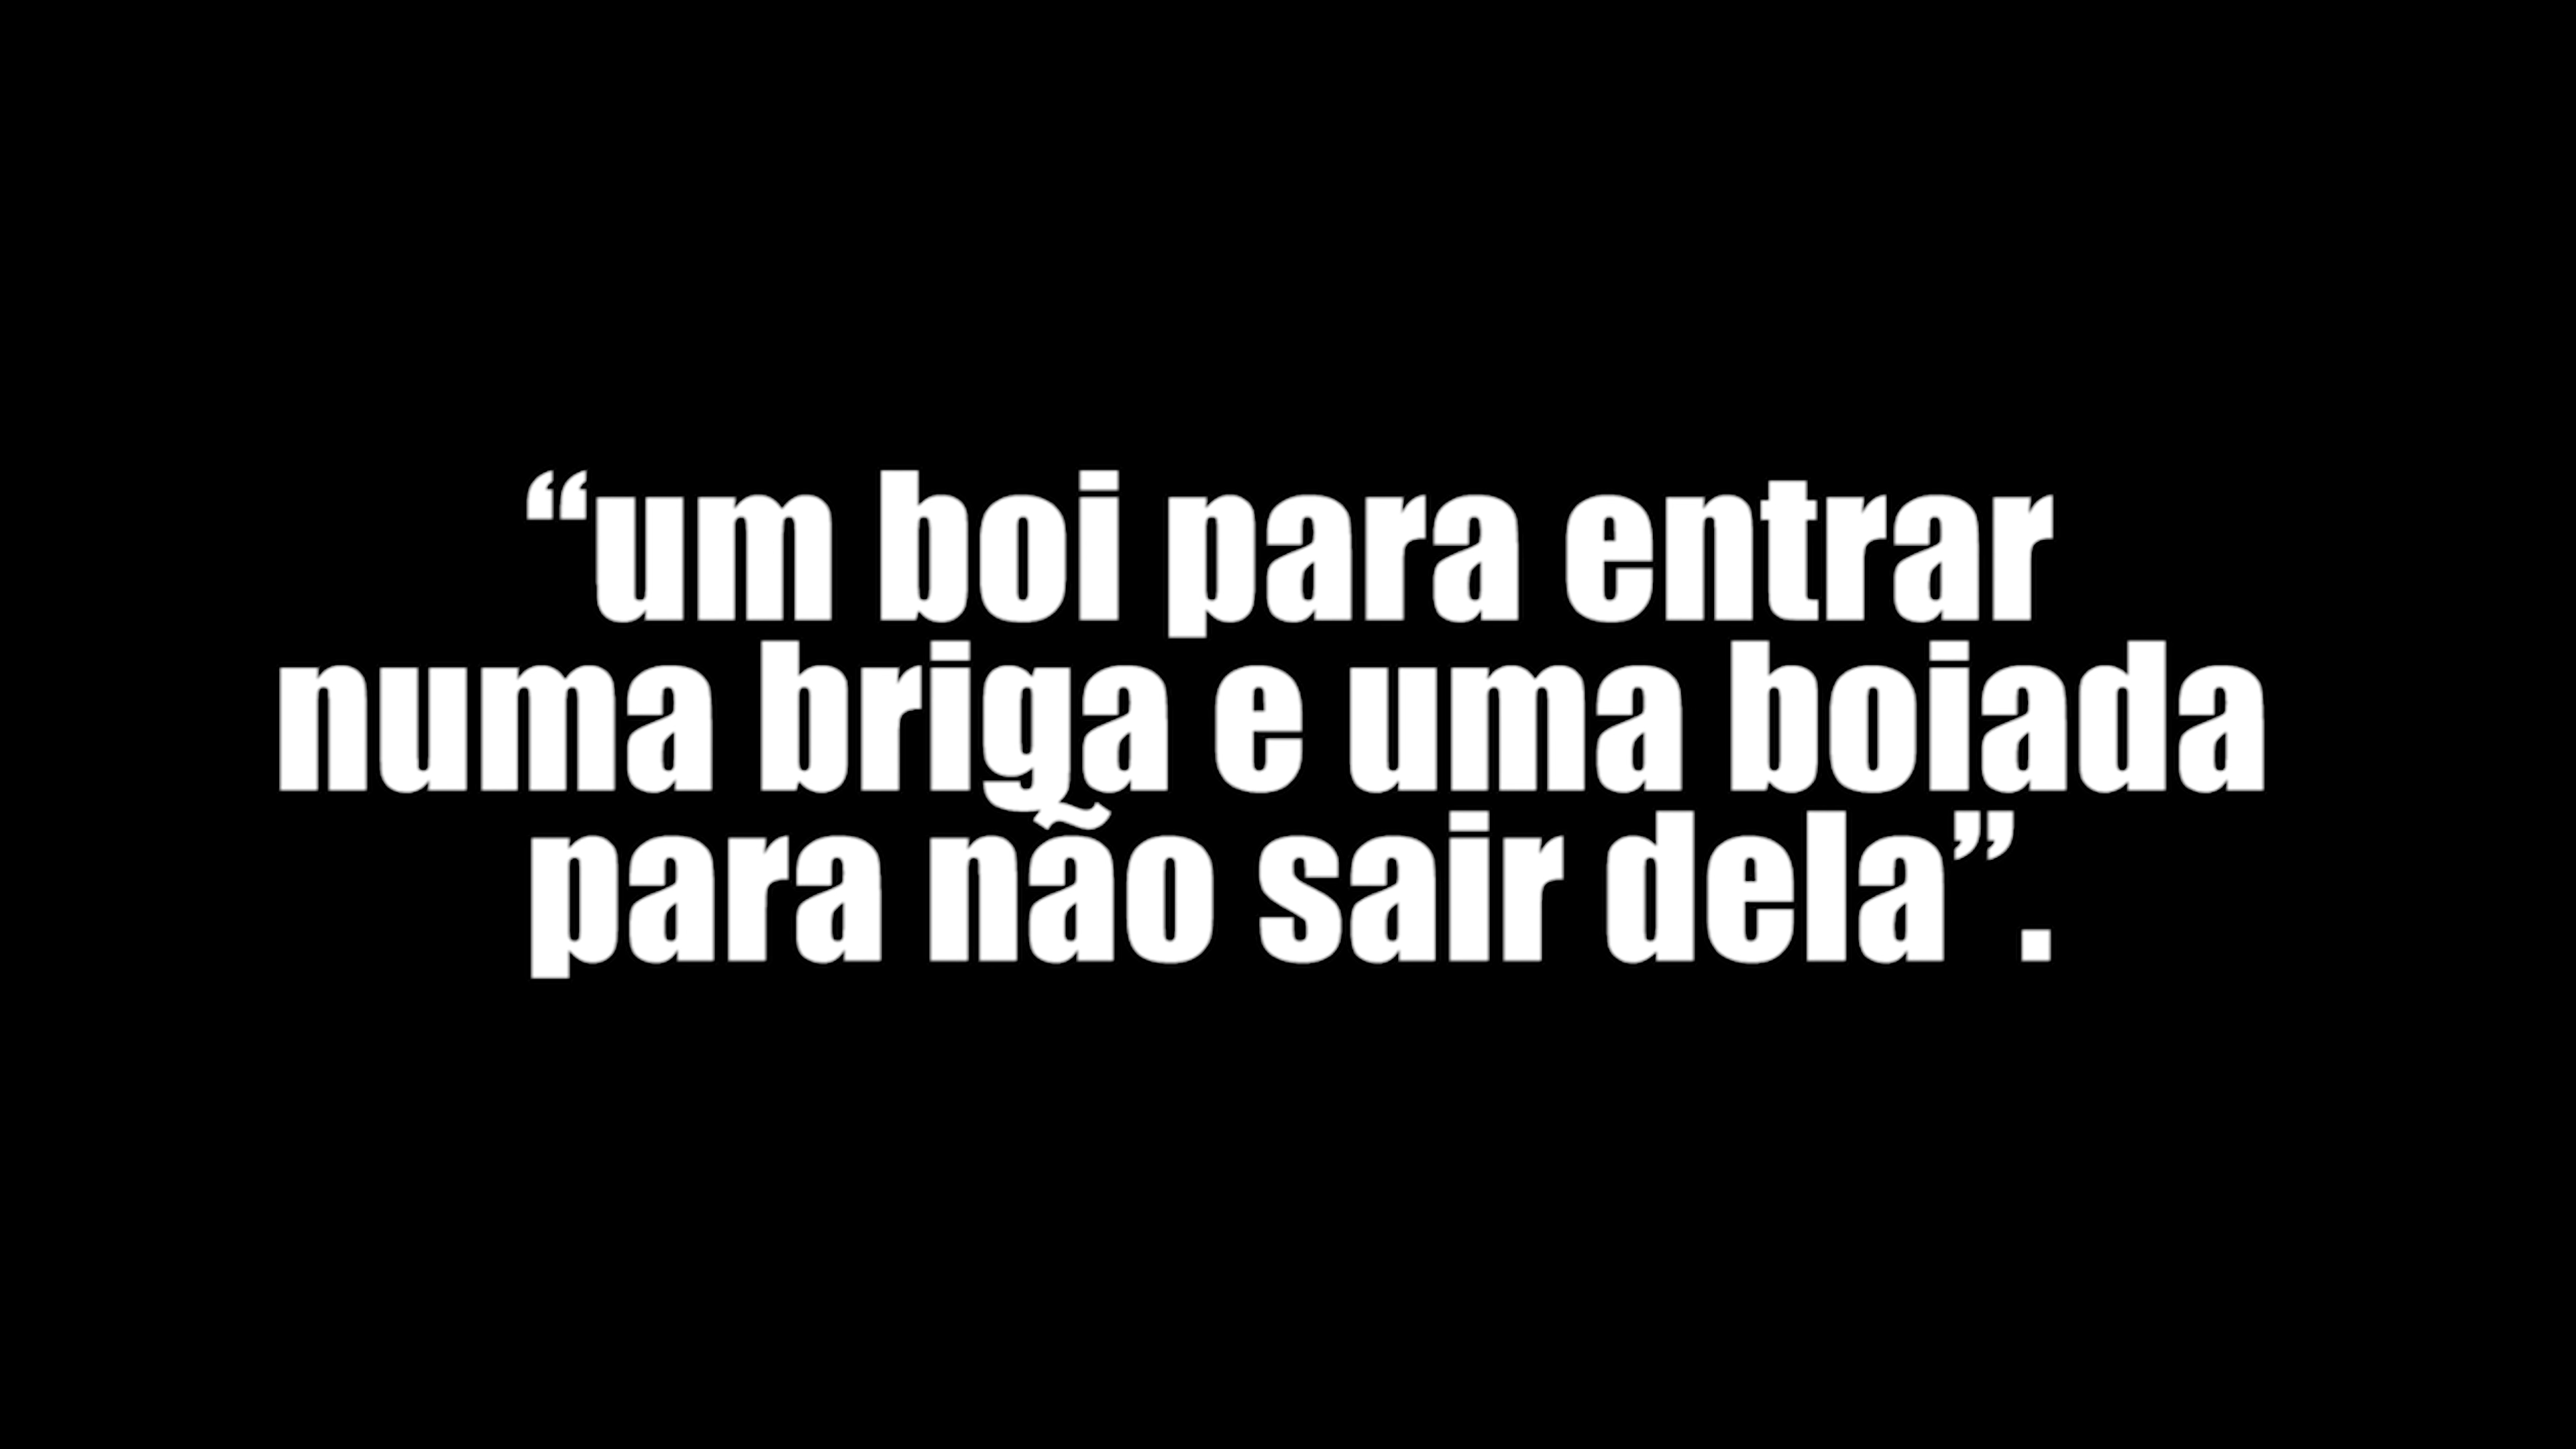 “um boi para entrar
numa briga e uma boiada
para não sair dela”.